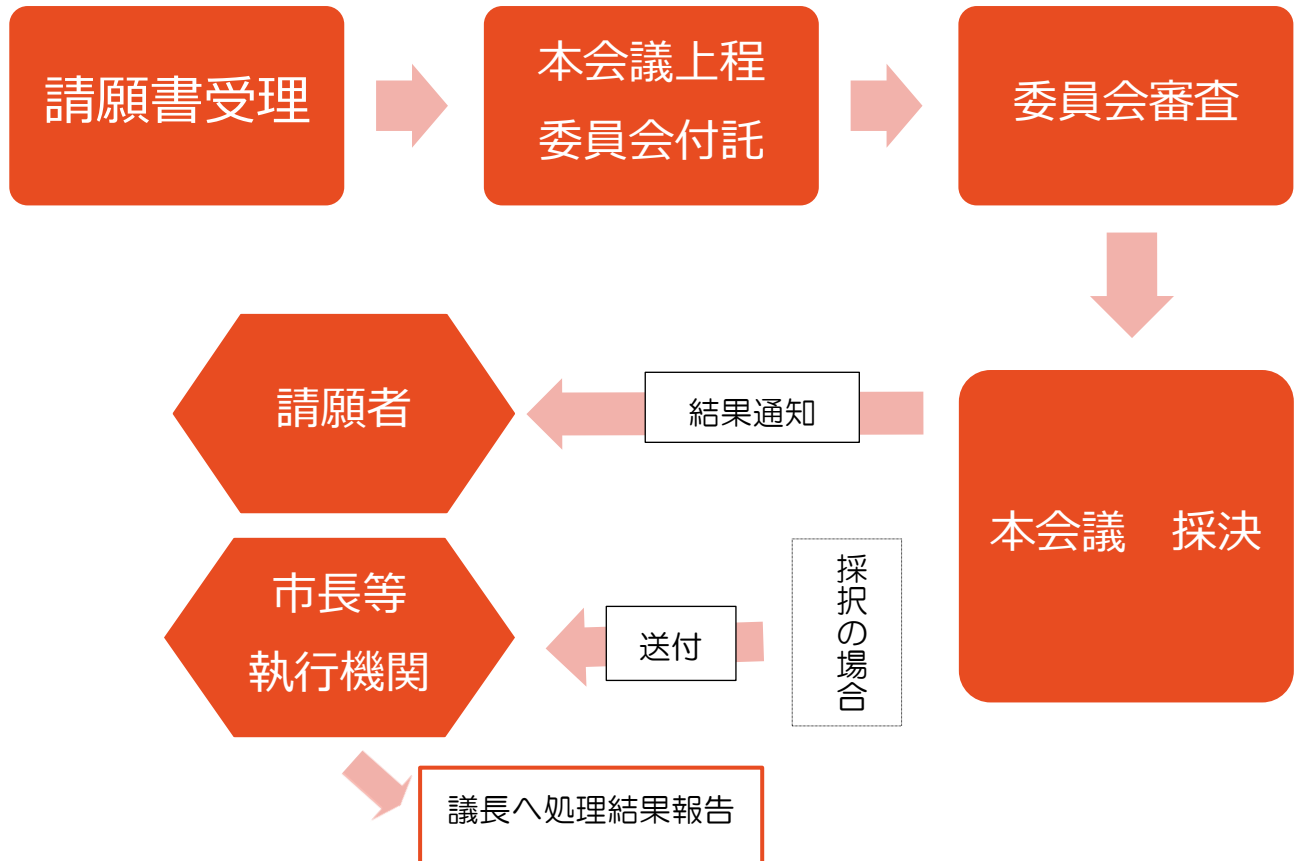 請願書受理
本会議上程
委員会付託
委員会審査
請願者
結果通知
本会議　採決
市長等
執行機関
送付
採択の場合
議長へ処理結果報告